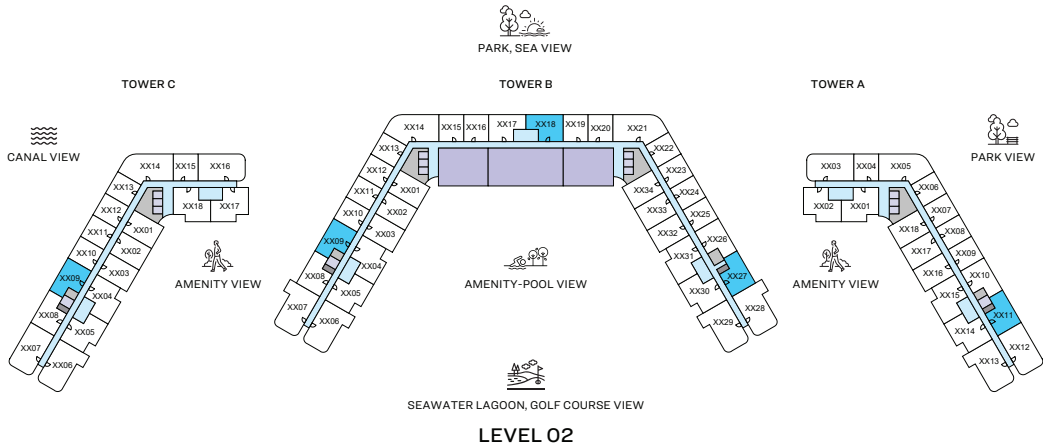 PARK, SEA VIEW
TOWER C
TOWER B
TOWER A
CANAL VIEW
PARK VIEW
XX14 XX15 XX16
XX13
XX12
XX11
XX10
XX09
XX08
XX07
XX18 XX17
XX01
XX02
XX03
XX04
XX05
XX06
XX14 XX15 XX16 XX17 XX18 XX19 XX20 XX21
XX13
XX12
XX11
XX10
XX09
XX08
XX07
XX01
XX02
XX03
XX04
XX05
XX06
XX22
XX23
XX24
XX25
XX26
XX27
XX28
XX34
XX33
XX32
XX31
XX30
XX29
XX03 XX04 XX05
XX02 XX01
XX06
XX07
XX08
XX09
XX10
XX11
XX12
XX18
XX17
XX16
XX15
XX14
XX13
AMENITY VIEW
AMENITY-POOL VIEW
AMENITY VIEW
SEAWATER LAGOON, GOLF COURSE VIEW
LEVEL 02